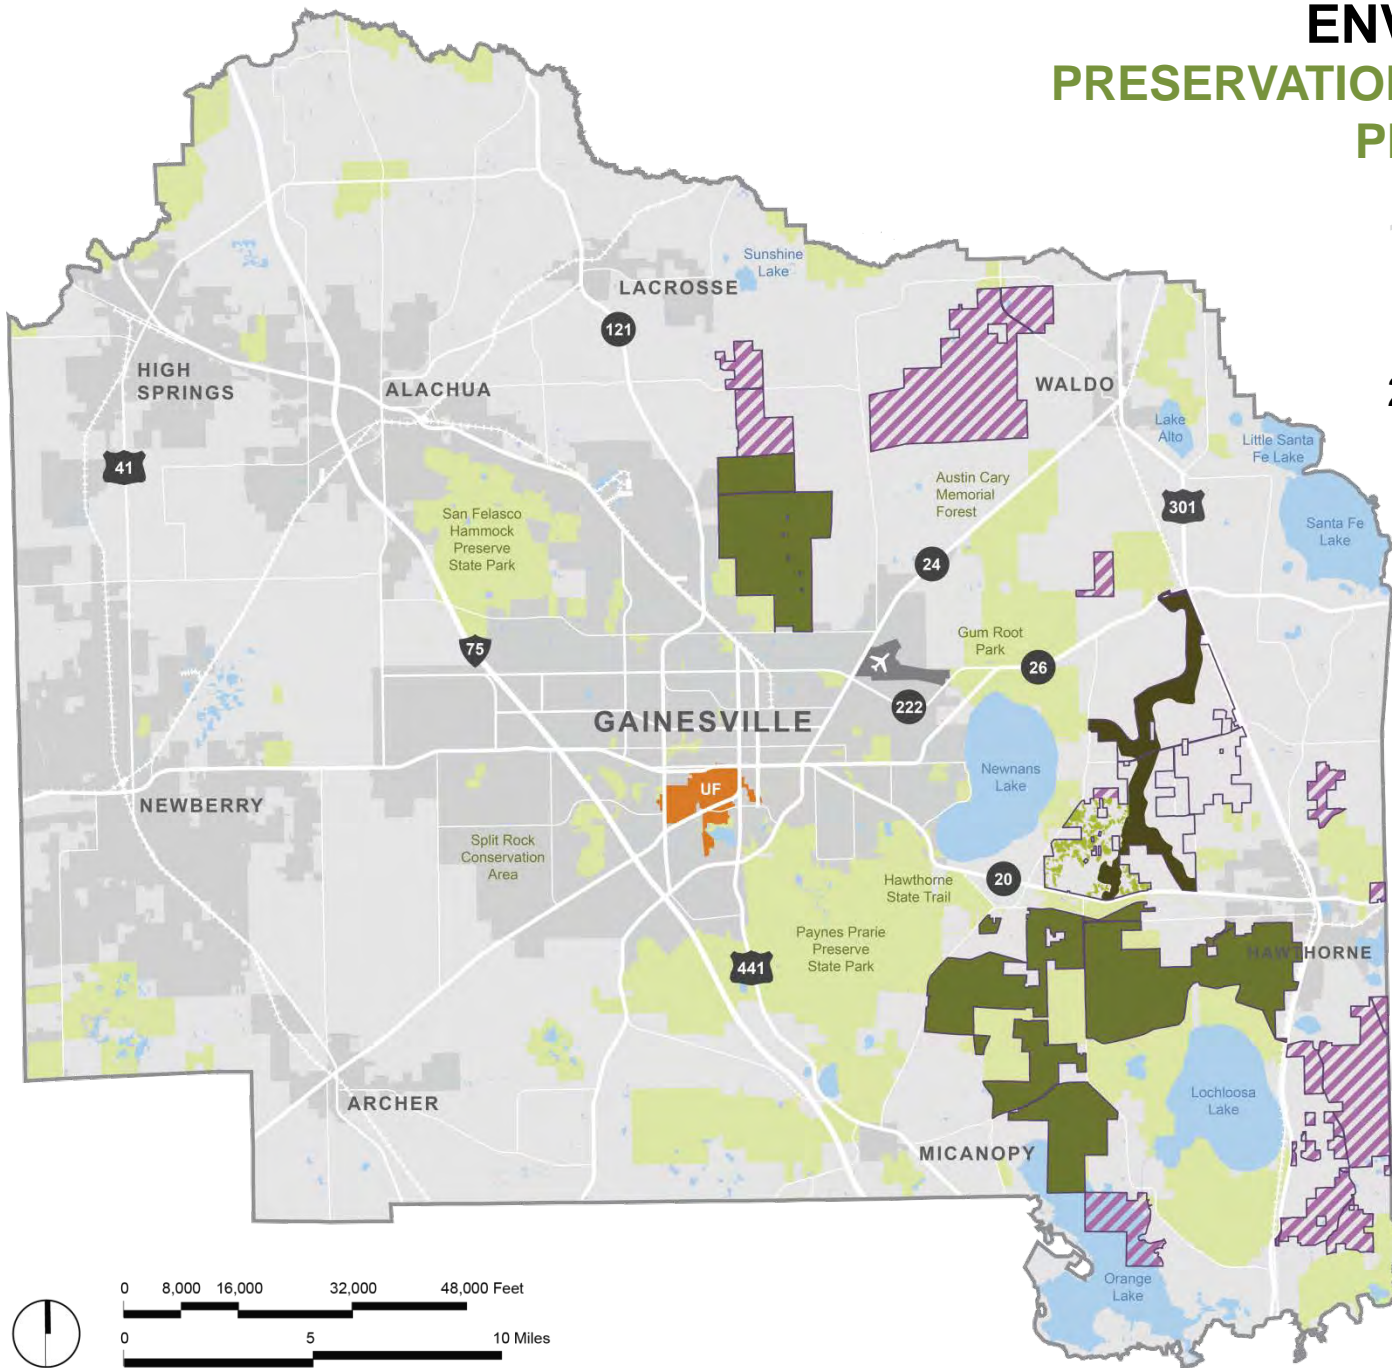 ENV
PRESERVATION
P
2
Sunshine
Lake
LACROSSE
121
HIGH
SPRINGS
ALACHUA
WALDO
Lake
Alto
Little Santa
Fe Lake
41
Austin Cary
Memorial
Forest
301
San Felasco
Hammock
Preserve
State Park
Santa Fe
Lake
24
75
Gum Root
Park
26
222
GAINESVILLE
Newnans
Lake
UF
NEWBERRY
Split Rock
Conservation
Area
20
Hawthorne
State Trail
Paynes Prarie
Preserve
State Park
441
HAWTHORNE
ARCHER
Lochloosa
Lake
MICANOPY
Orange
Lake
0 8,000 16,000 32,000 48,000 Feet
0 5 10 Miles